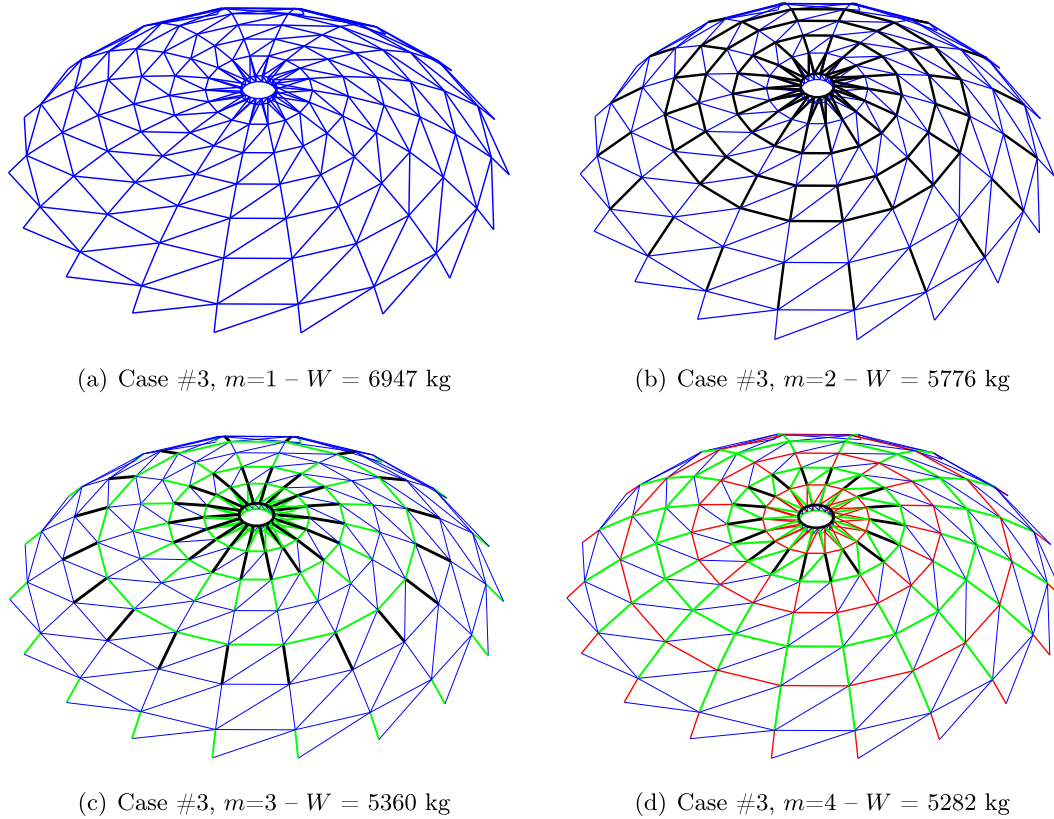 (a) Case #3, m=1 – W = 6947 kg
(b) Case #3, m=2 – W = 5776 kg
(c) Case #3, m=3 – W = 5360 kg
(d) Case #3, m=4 – W = 5282 kg